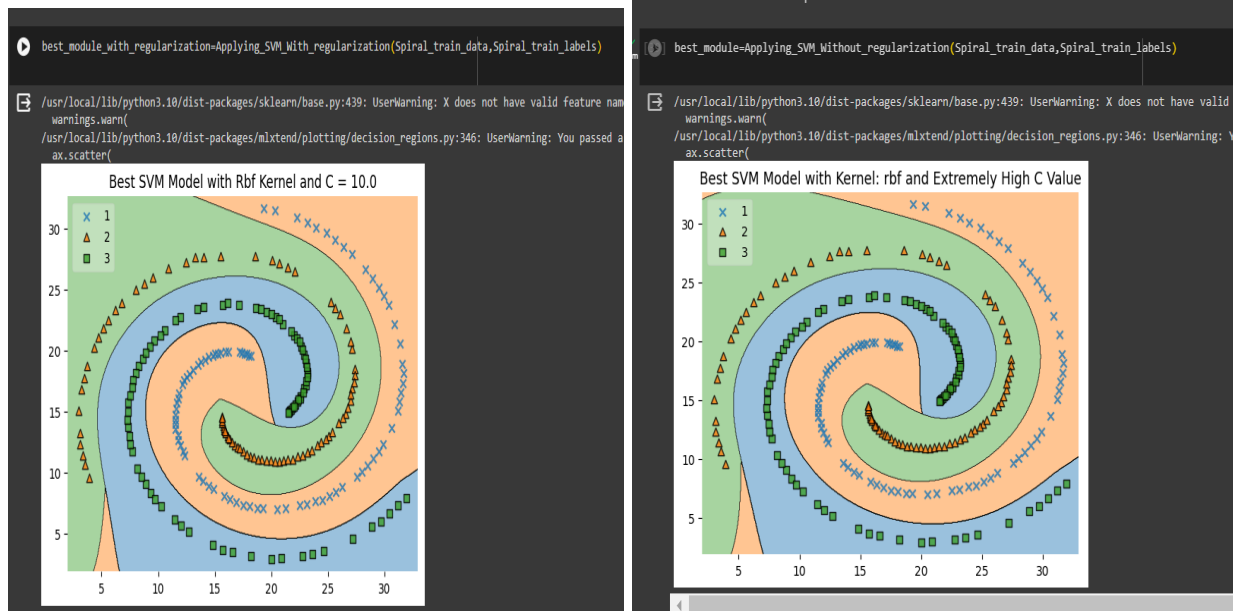 best_module_with_regularization=Applying_SVM_With_regularization(Spiral_train_data,Spiral_train_labels)
/usr/local/lib/python3.10/dist-packages/sklearn/base.py:439: UserWarning: X does not have valid feature nam
warnings.warn(
/usr/local/lib/python3.10/dist-packages/mlxtend/plotting/decision_regions.py:346: UserWarning: You passed a
ax.scatter(
Best SVM Model with Rbf Kernel and C = 10.0
1
2
3
30
25
20
15
10
5
5 10 15 20 25 30
m
best_module=Applying_SVM_Without_regularization(Spiral_train_data,Spiral_train_labels)
/usr/local/lib/python3.10/dist-packages/sklearn/base.py:439: UserWarning: X does not have valid
warnings.warn(
/usr/local/lib/python3.10/dist-packages/mlxtend/plotting/decision_regions.py:346: UserWarning: Y
ax.scatter(
Best SVM Model with Kernel: rbf and Extremely High C Value
1
2
3
30
25
20
15
10
5
5 10 15 20 25 30